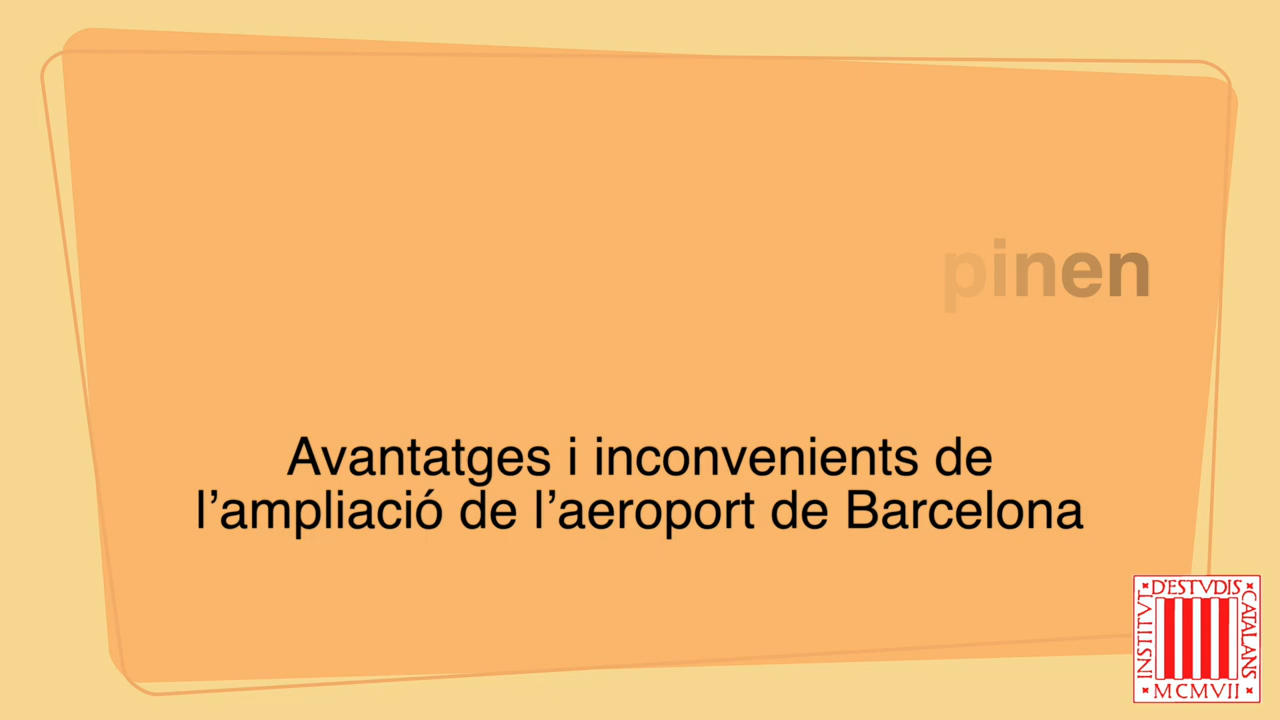 pinen
Avantatges i inconvenients de
l’ampliació de l’aeroport de Barcelona
INSTITVT
D'ESTVDIS
CATALANS
MCMVII